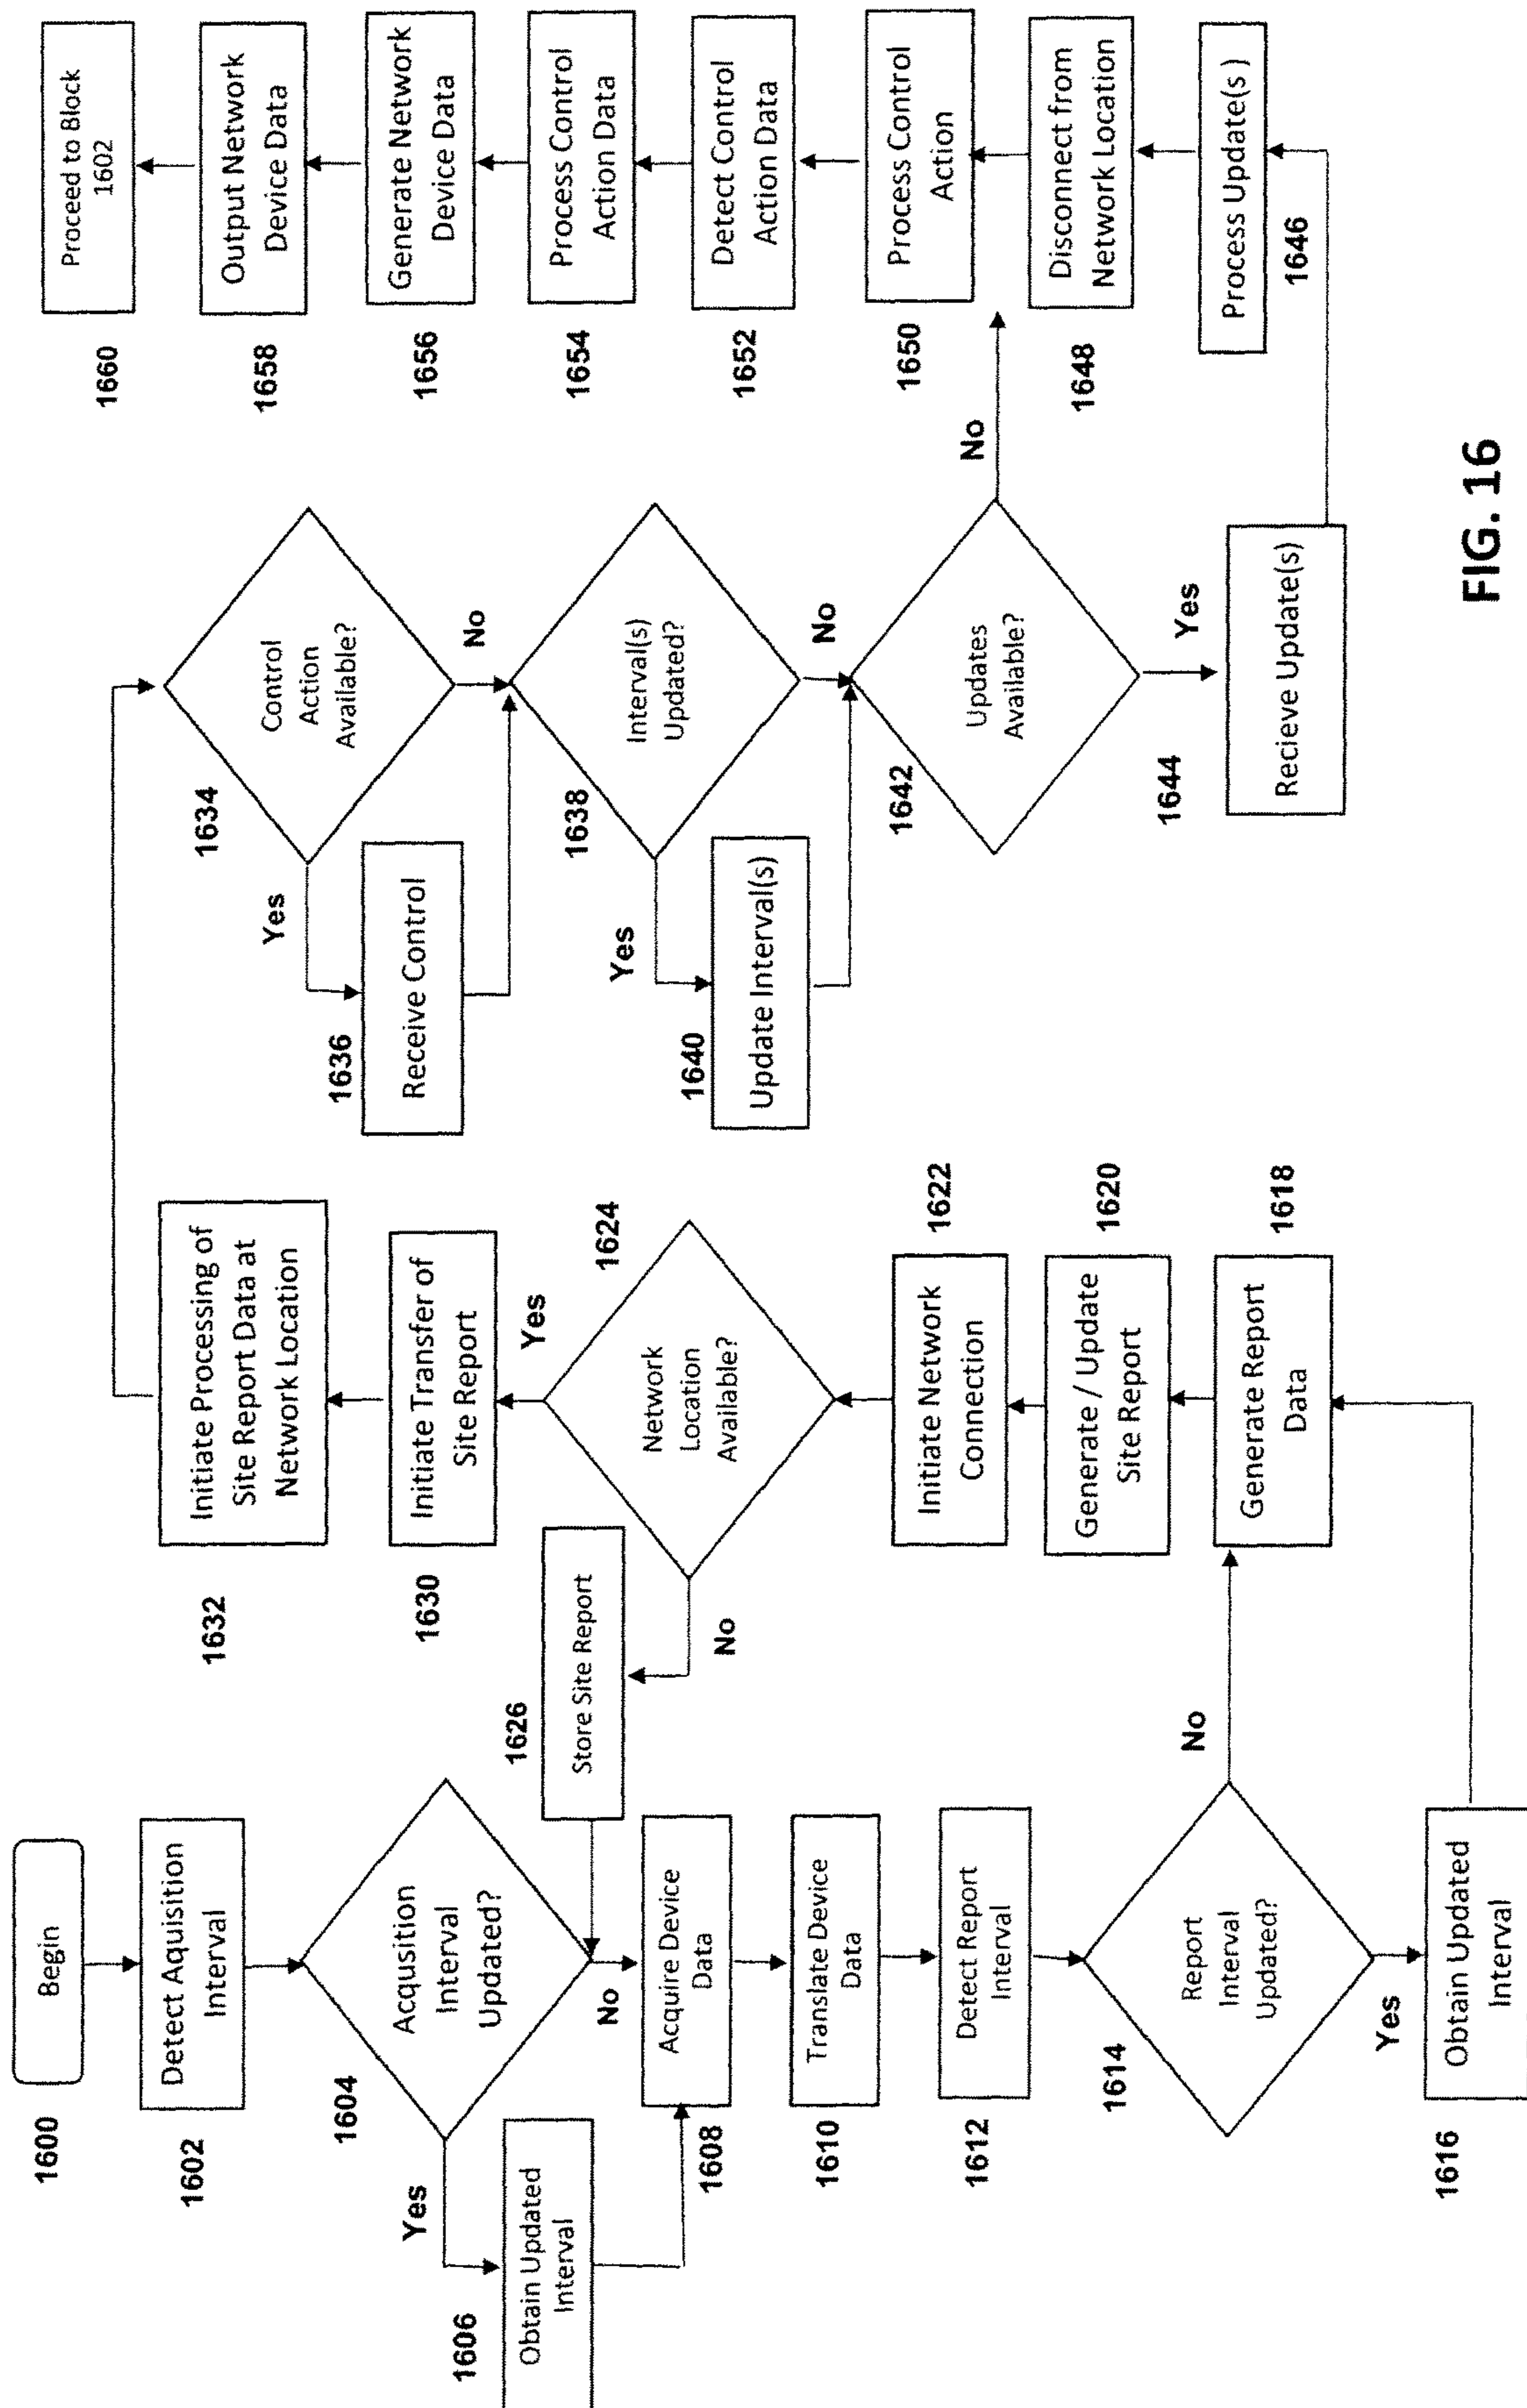 1600
Begin
1602
Detect Aquisition
Interval
1604
Acqusition
Interval
Updated?
Yes
No
1606
Obtain Updated
Interval
1608
Acquire Device
Data
1610
Translate Device
Data
1612
Detect Report
Interval
1614
Report
Interval
Updated?
No
Yes
1616
Obtain Updated
Interval
1618
Generate Report
Data
1620
Generate / Update
Site Report
1622
Initiate Network
Connection
1624
Network
Location
Available?
Yes
No
1626
Store Site Report
1630
Initiate Transfer of
Site Report
1632
Initiate Processing of
Site Report Data at
Network Location
1634
Control
Action
Available?
Yes
No
1636
Receive Control
1638
Interval(s)
Updated?
Yes
No
1640
Update Interval(s)
1642
Updates
Available?
No
Yes
1644
Recieve Update(s)
1646
Process Update(s )
1648
Disconnect from
Network Location
1650
Process Control
Action
1652
Detect Control
Action Data
1654
Process Control
Action Data
1656
Generate Network
Device Data
1658
Output Network
Device Data
1660
Proceed to Block
1602
FIG. 16